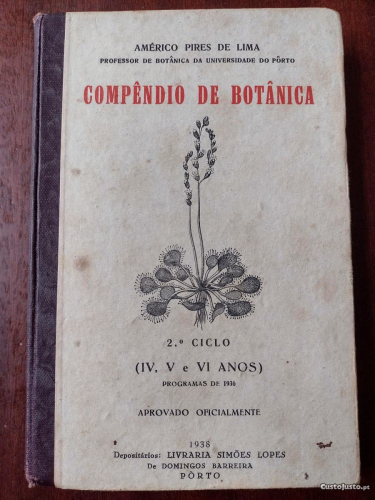 AMÉRICO PIRES DE LIMA
PROFESSOR DE BOTÂNICA DA UNIVERSIDADE DO PÔRTO
COMPÊNDIO DE BOTÂNICA
2.º CICLO
(IV, V e VI ANOS)
PROGRAMAS DE 1936
APROVADO OFICIALMENTE
1938
Depositários: LIVRARIA SIMÕES LOPES
De DOMINGOS BARREIRA
PÔRTO
CustoJusto.pt